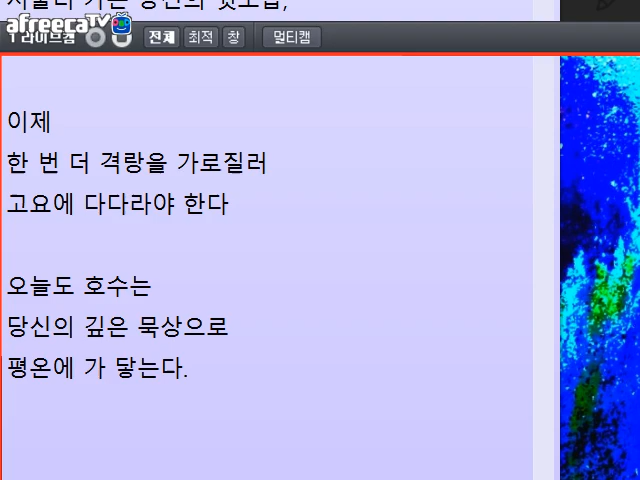 afreecaTV
라이브캠 전체 최적 창 멀티캠
이제
한 번 더 격랑을 가로질러
고요에 다다라야 한다
오늘도 호수는
당신의 깊은 묵상으로
평온에 가 닿는다.